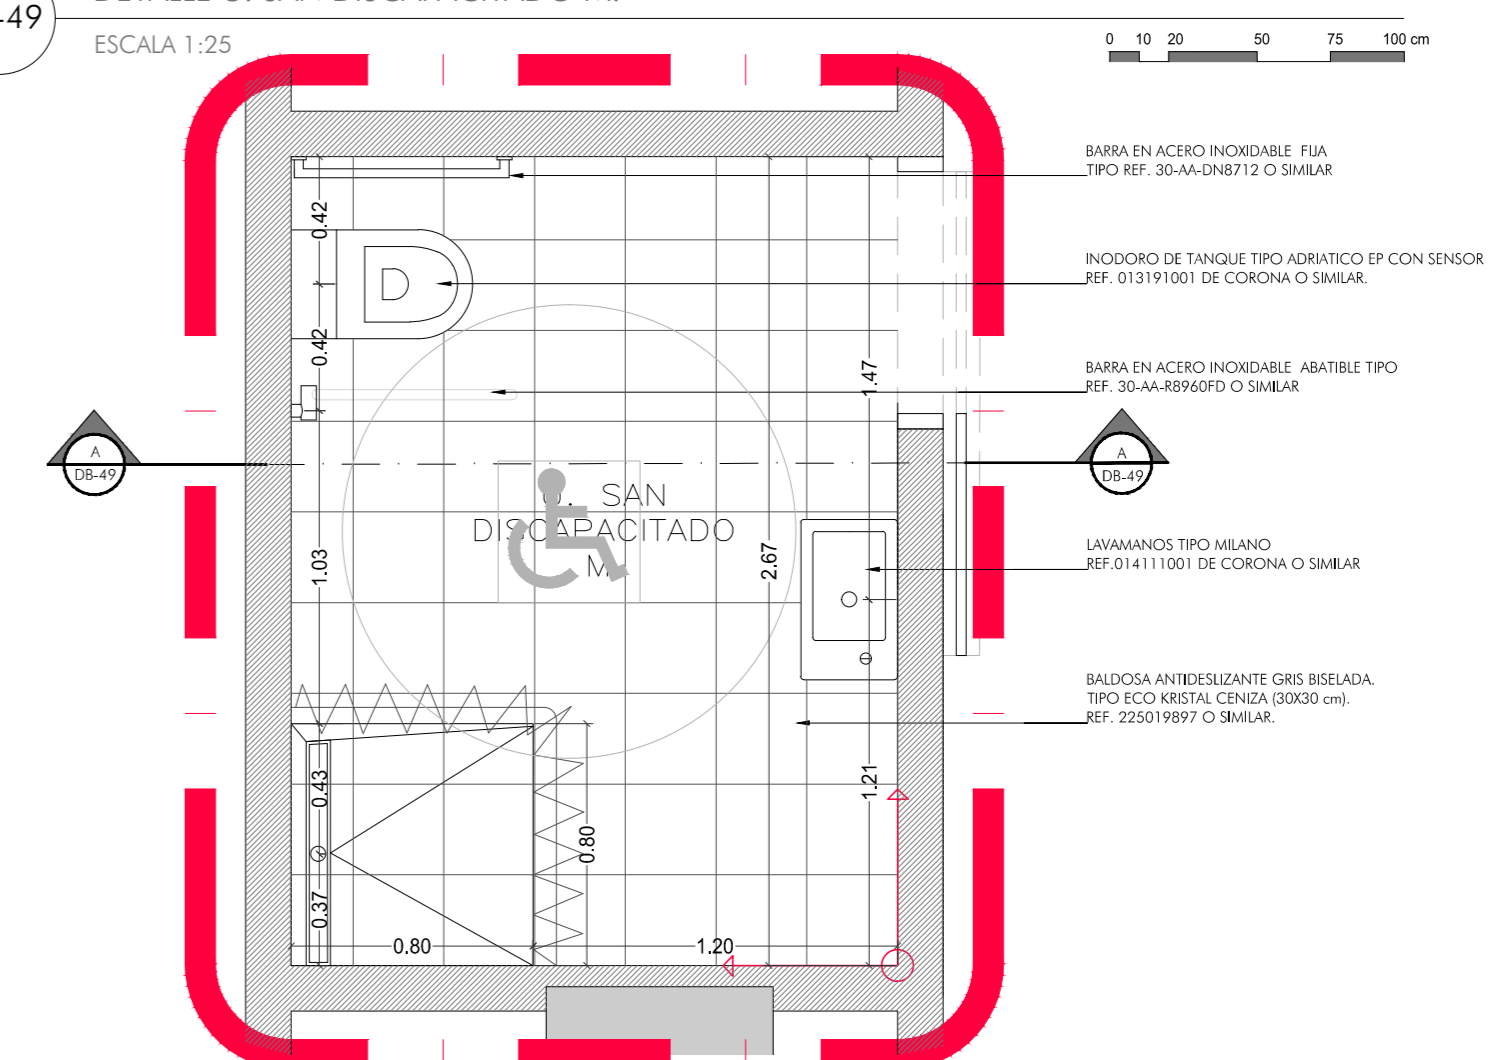 -49
ESCALA 1:25
0 10 20 50 75 100 cm
BARRA EN ACERO INOXIDABLE FIJA
TIPO REF. 30-AA-DN8712 O SIMILAR
INODORO DE TANQUE TIPO ADRIATICO EP CON SENSOR
REF. 013191001 DE CORONA O SIMILAR.
BARRA EN ACERO INOXIDABLE ABATIBLE TIPO
REF. 30-AA-R8960FD O SIMILAR
LAVAMANOS TIPO MILANO
REF.014111001 DE CORONA O SIMILAR
BALDOSA ANTIDESLIZANTE GRIS BISELADA.
TIPO ECO KRISTAL CENIZA (30X30 cm).
REF. 225019897 O SIMILAR.
0.42
0.42
1.47
A
DB-49
A
DB-49
SAN
DISCAPACITADO
M.
1.03
2.67
0.43
1.21
0.80
0.37
0.80
1.20